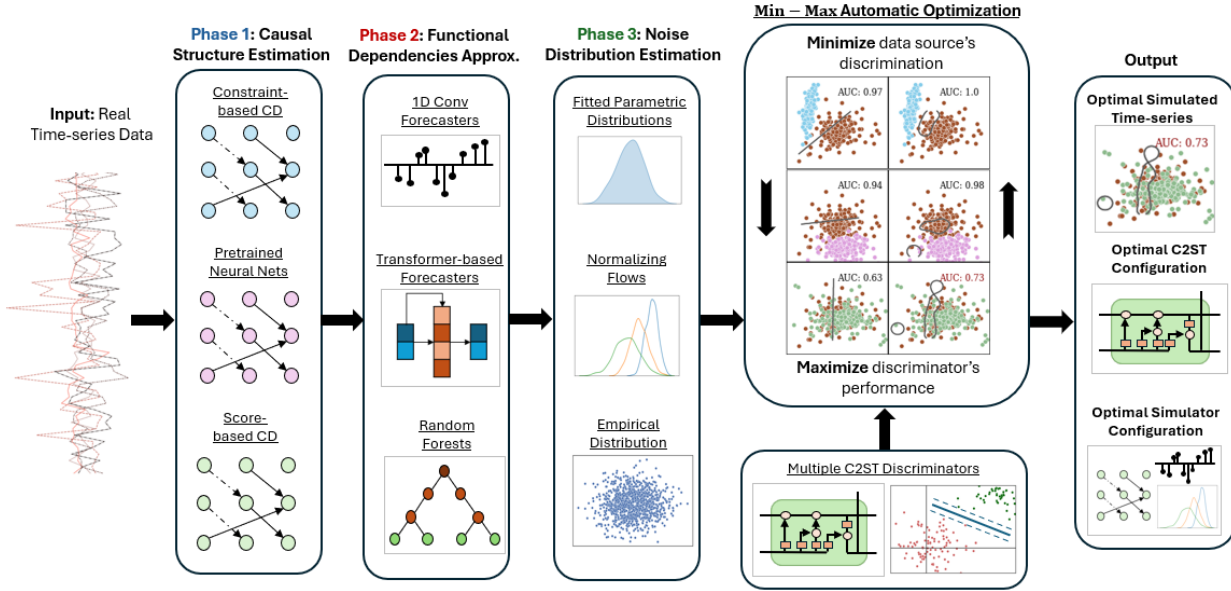 Input: Real
Time-series Data
Phase 1: Causal
Structure Estimation
Constraint-
based CD
Pretrained
Neural Nets
Score-
based CD
Phase 2: Functional
Dependencies Approx.
1D Conv
Forecasters
Transformer-based
Forecasters
Random
Forests
Phase 3: Noise
Distribution Estimation
Fitted Parametric
Distributions
Normalizing
Flows
Empirical
Distribution
Min – Max Automatic Optimization
Minimize data source's
discrimination
AUC: 0.97
AUC: 1.0
AUC: 0.94
AUC: 0.98
AUC: 0.63
AUC: 0.73
Maximize discriminator's
performance
Multiple C2ST Discriminators
Output
Optimal Simulated
Time-series
AUC: 0.73
Optimal C2ST
Configuration
Optimal Simulator
Configuration